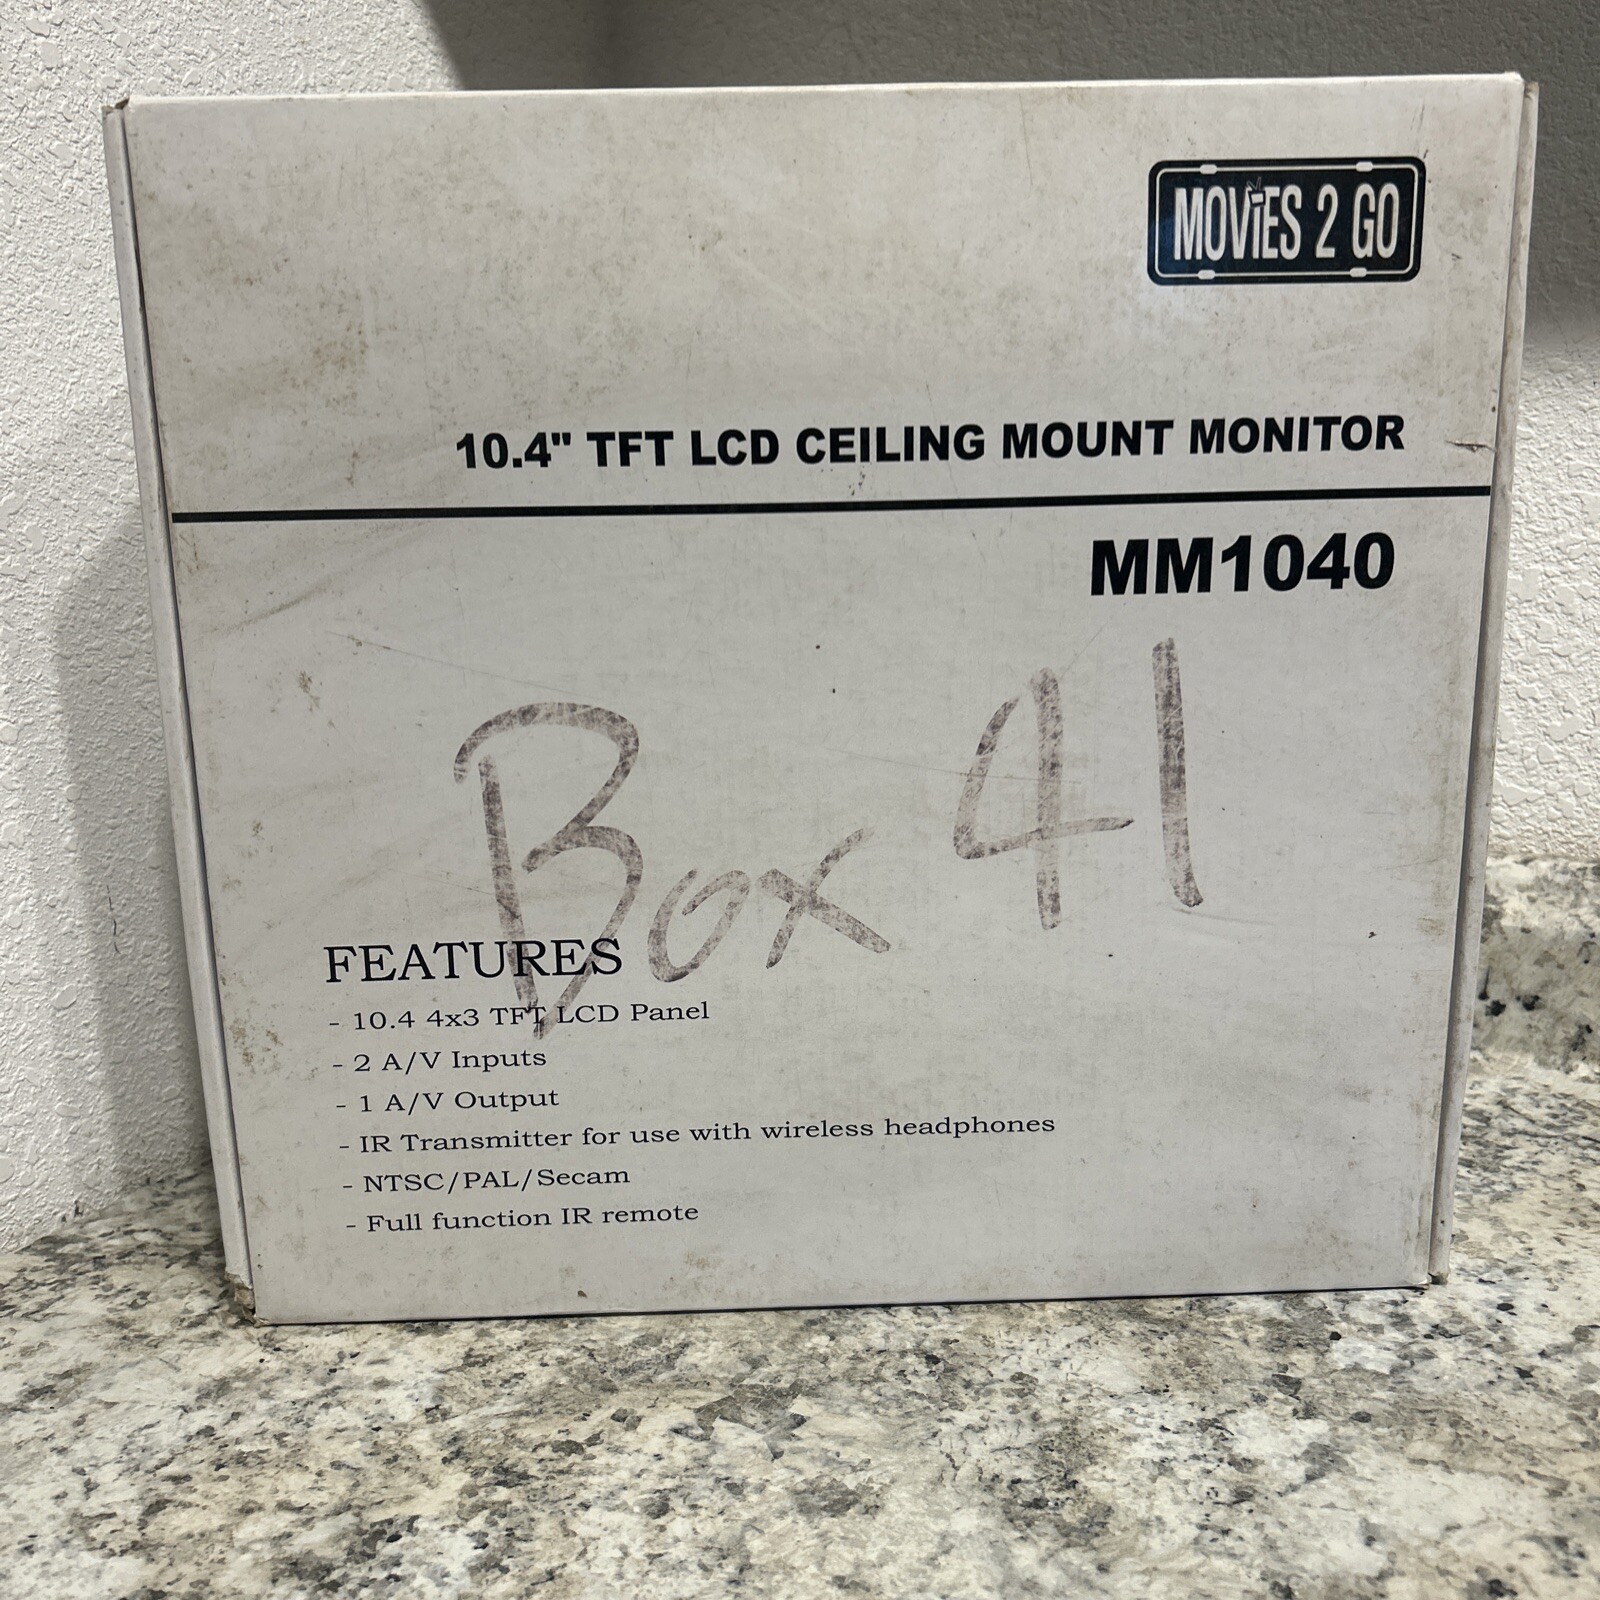 MOVIES 2 GO
10.4" TFT LCD CEILING MOUNT MONITOR
MM1040
Box 41
FEATURES
- 10.4 4x3 TFT LCD Panel
- 2 A/V Inputs
- 1 A/V Output
- IR Transmitter for use with wireless headphones
- NTSC/PAL/Secam
- Full function IR remote